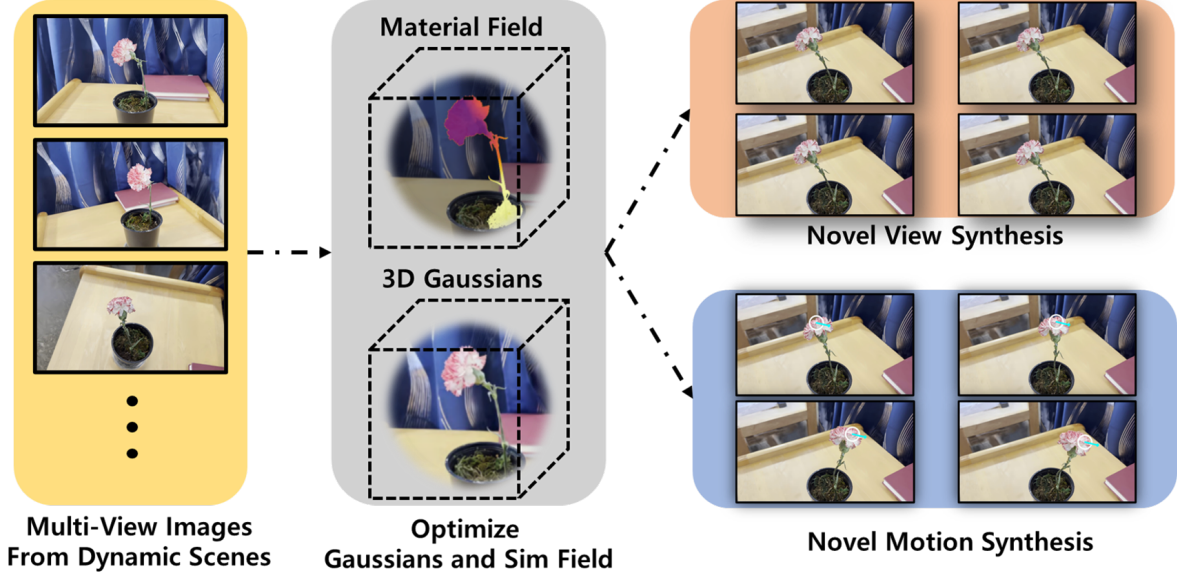 Material Field
3D Gaussians
Multi-View Images
From Dynamic Scenes
Optimize
Gaussians and Sim Field
Novel View Synthesis
Novel Motion Synthesis